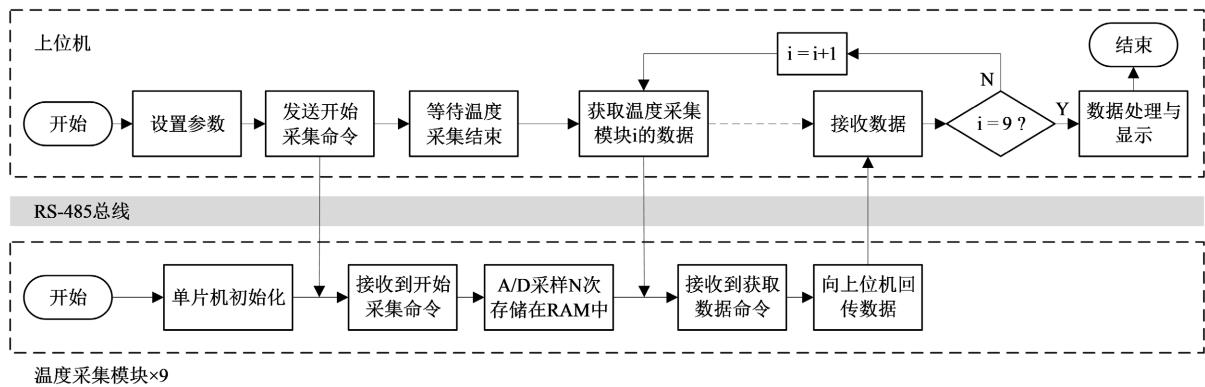 上位机
i = i+1
结束
开始
设置参数
发送开始
采集命令
等待温度
采集结束
获取温度采集
模块i的数据
接收数据
N
i = 9 ?
Y
数据处理与
显示
RS-485总线
开始
单片机初始化
接收到开始
采集命令
A/D采样N次
存储在RAM中
接收到获取
数据命令
向上位机回
传数据
温度采集模块×9